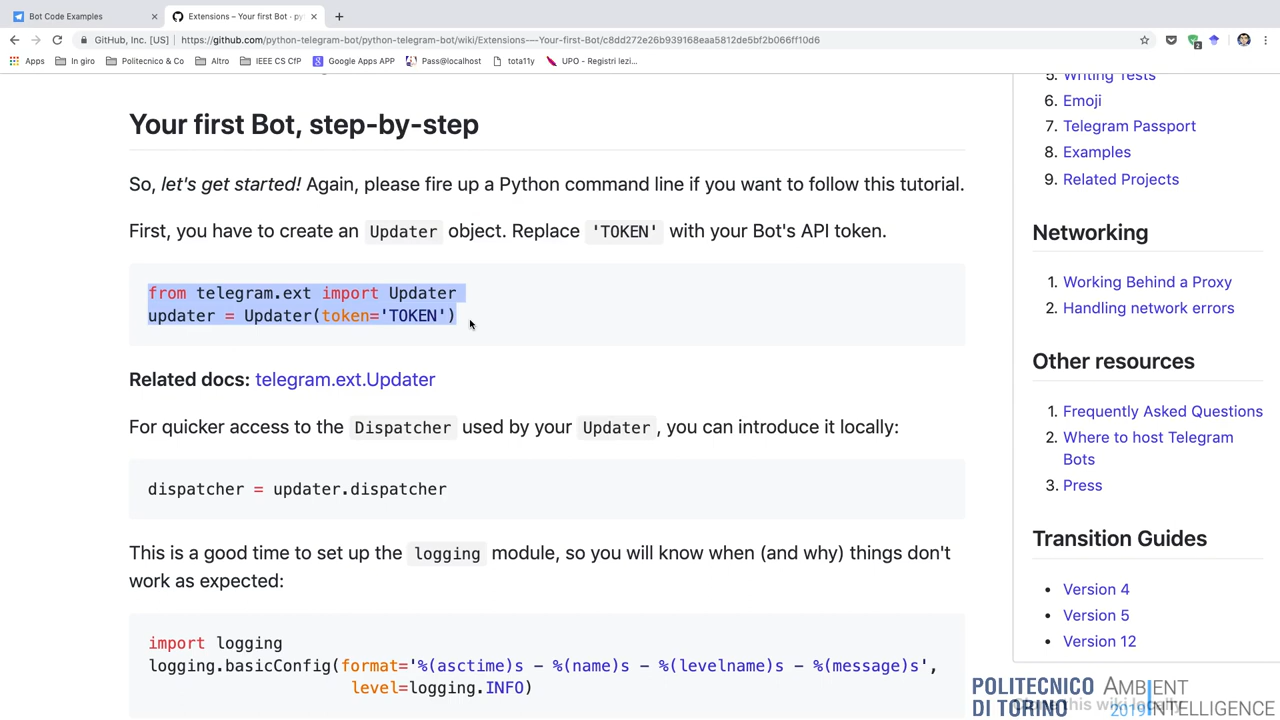 Bot Code Examples
Extensions – Your first Bot · py
GitHub, Inc. [US]
https://github.com/python-telegram-bot/python-telegram-bot/wiki/Extensions-–-Your-first-Bot/c8dd272e26b939168eaa5812de5bf2b066ff10d6
Apps
In giro
Politecnico & Co
Altro
IEEE CS CfP
Google Apps APP
Pass@localhost
tota11y
UPO - Registri lezi...
Your first Bot, step-by-step
So, let's get started! Again, please fire up a Python command line if you want to follow this tutorial.
First, you have to create an Updater object. Replace 'TOKEN' with your Bot's API token.
from telegram.ext import Updater
updater = Updater(token='TOKEN')
Related docs: telegram.ext.Updater
For quicker access to the Dispatcher used by your Updater, you can introduce it locally:
dispatcher = updater.dispatcher
This is a good time to set up the logging module, so you will know when (and why) things don't
work as expected:
import logging
logging.basicConfig(format='%(asctime)s - %(name)s - %(levelname)s - %(message)s',
level=logging.INFO)
5. Writing Tests
6. Emoji
7. Telegram Passport
8. Examples
9. Related Projects
Networking
1. Working Behind a Proxy
2. Handling network errors
Other resources
1. Frequently Asked Questions
2. Where to host Telegram
Bots
3. Press
Transition Guides
Version 4
Version 5
Version 12
POLITECNICO
DI TORINO
AMBIENT
2019 INTELLIGENCE
this wiki locally